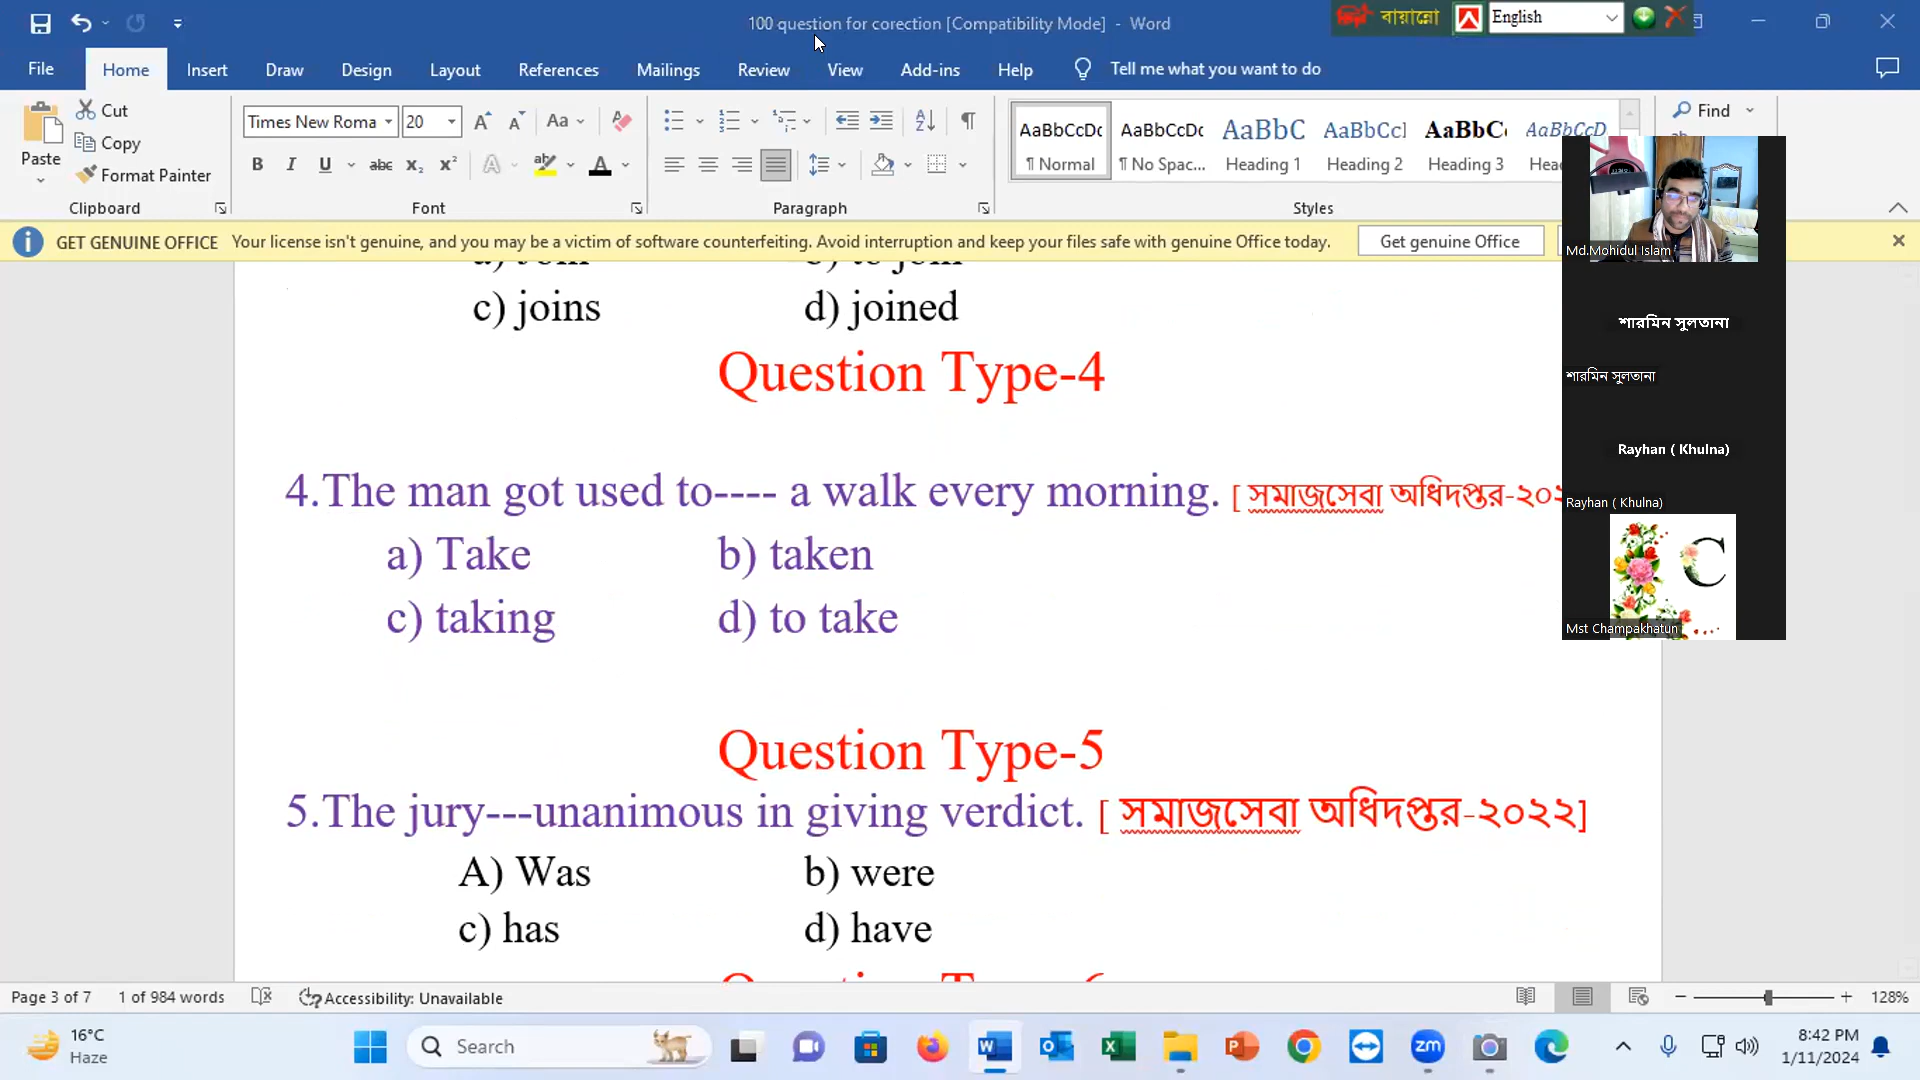 100 question for corection [Compatibility Mode] - Word
বায়ান্নো
English
File Home Insert Draw Design Layout References Mailings Review View Add-ins Help Tell me what you want to do
Paste
Cut
Copy
Format Painter
Clipboard
Times New Roma 20
Font
Paragraph
AaBbCcDc
¶ Normal
AaBbCcDc
¶ No Spac...
AaBbC
Heading 1
AaBbCcI
Heading 2
AaBbC
Heading 3
AaBbCcD
Styles
Find
GET GENUINE OFFICE Your license isn't genuine, and you may be a victim of software counterfeiting. Avoid interruption and keep your files safe with genuine Office today. Get genuine Office
Md.Mohidul Islam
শারমিন সুলতানা
শারমিন সুলতানা
Rayhan ( Khulna)
Rayhan ( Khulna)
C
Mst Champakhatun
c) joins d) joined
Question Type-4
4.The man got used to---- a walk every morning. [ সমাজসেবা অধিদপ্তর-২০২
a) Take b) taken
c) taking d) to take
Question Type-5
5.The jury---unanimous in giving verdict. [ সমাজসেবা অধিদপ্তর-২০২২]
A) Was b) were
c) has d) have
Page 3 of 7 1 of 984 words Accessibility: Unavailable 128%
16°C
Haze
Search
8:42 PM
1/11/2024